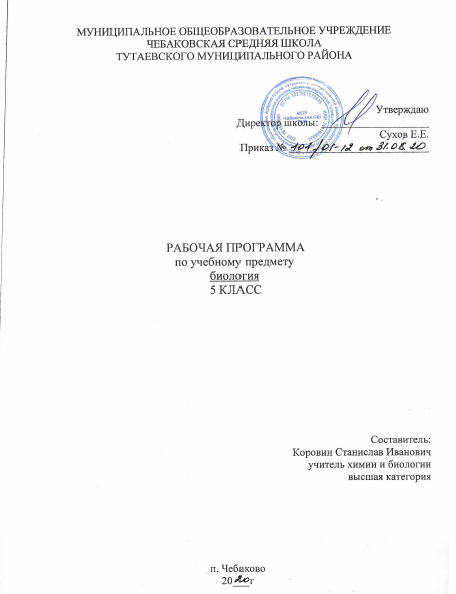 МУНИЦИПАЛЬНОЕ ОБЩЕОБРАЗОВАТЕЛЬНОЕ УЧРЕЖДЕНИЕ
ЧЕБАКОВСКАЯ СРЕДНЯЯ ШКОЛА
ТУТАЕВСКОГО МУНИЦИПАЛЬНОГО РАЙОНА
Утверждаю
Директор школы:
Сухов Е.Е.
Приказ № 101/01-12 от 31.08.20
РАБОЧАЯ ПРОГРАММА
по учебному предмету
биология
5 КЛАСС
Составитель:
Коровин Станислав Иванович
учитель химии и биологии
высшая категория
п. Чебаково
2020г